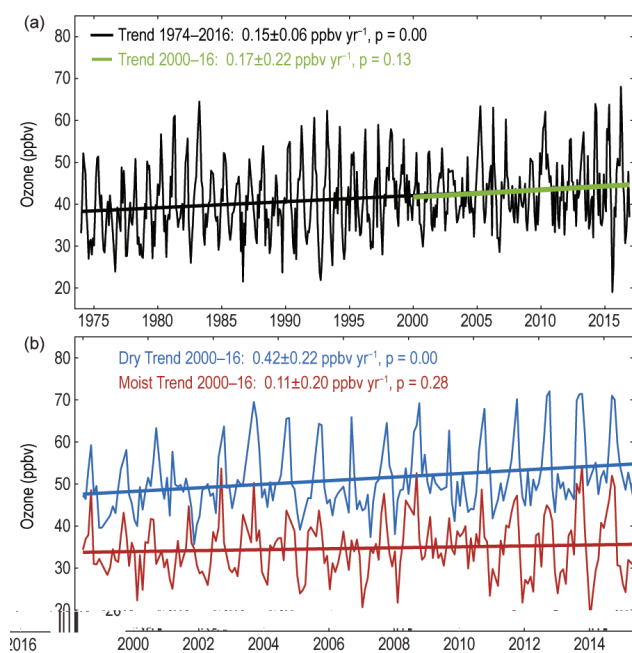 (a)
Trend 1974–2016: 0.15±0.06 ppbv yr⁻¹, p = 0.00
Trend 2000–16: 0.17±0.22 ppbv yr⁻¹, p = 0.13
80
70
60
50
40
30
20
Ozone (ppbv)
1975 1980 1985 1990 1995 2000 2005 2010 2015
(b)
Dry Trend 2000–16: 0.42±0.22 ppbv yr⁻¹, p = 0.00
Moist Trend 2000–16: 0.11±0.20 ppbv yr⁻¹, p = 0.28
80
70
60
50
40
30
20
Ozone (ppbv)
2016 2000 2002 2004 2006 2008 2010 2012 2014